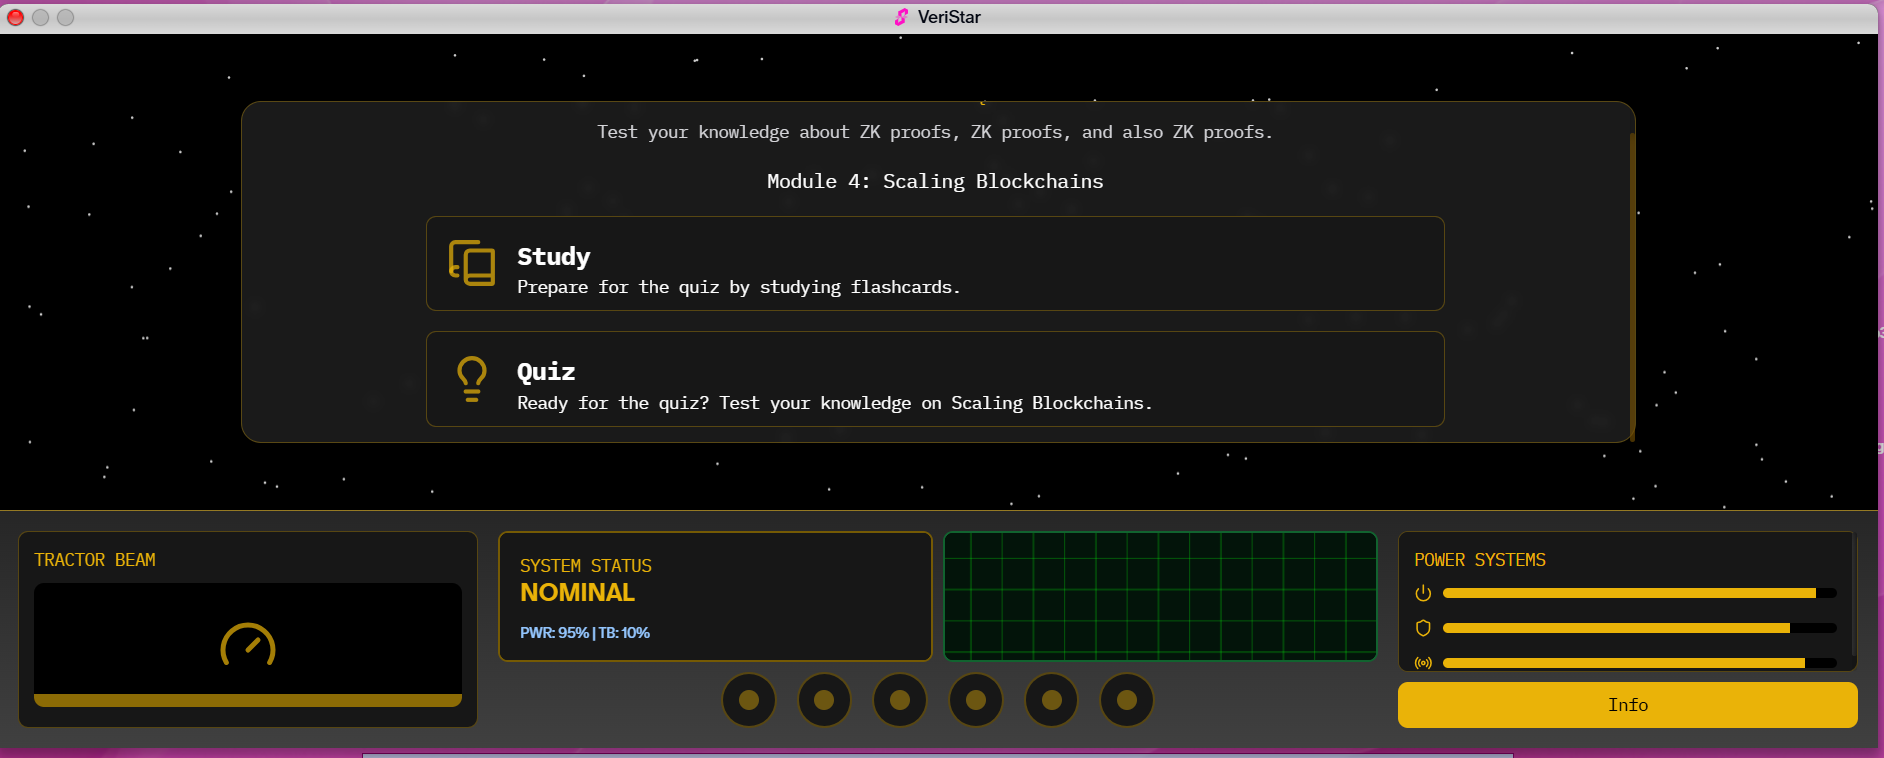 VeriStar
Test your knowledge about ZK proofs, ZK proofs, and also ZK proofs.
Module 4: Scaling Blockchains
Study
Prepare for the quiz by studying flashcards.
Quiz
Ready for the quiz? Test your knowledge on Scaling Blockchains.
TRACTOR BEAM
SYSTEM STATUS
NOMINAL
PWR: 95% | TB: 10%
POWER SYSTEMS
Info